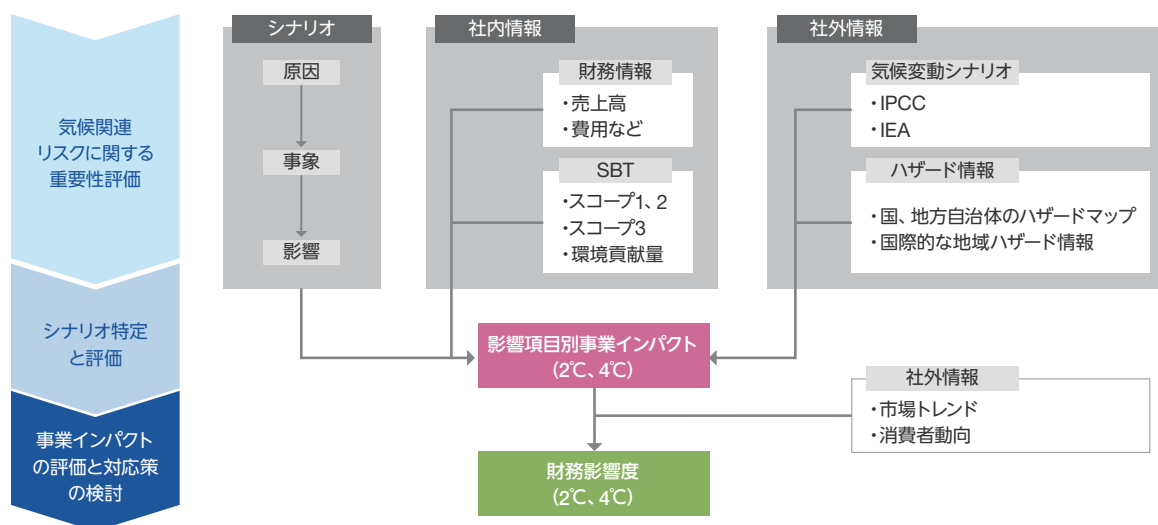 気候関連
リスクに関する
重要性評価
シナリオ特定
と評価
事業インパクト
の評価と対応策
の検討
シナリオ
原因
事象
影響
社内情報
財務情報
・売上高
・費用など
SBT
・スコープ1、2
・スコープ3
・環境貢献量
社外情報
気候変動シナリオ
・IPCC
・IEA
ハザード情報
・国、地方自治体のハザードマップ
・国際的な地域ハザード情報
影響項目別事業インパクト
(2℃、4℃)
社外情報
・市場トレンド
・消費者動向
財務影響度
(2℃、4℃)